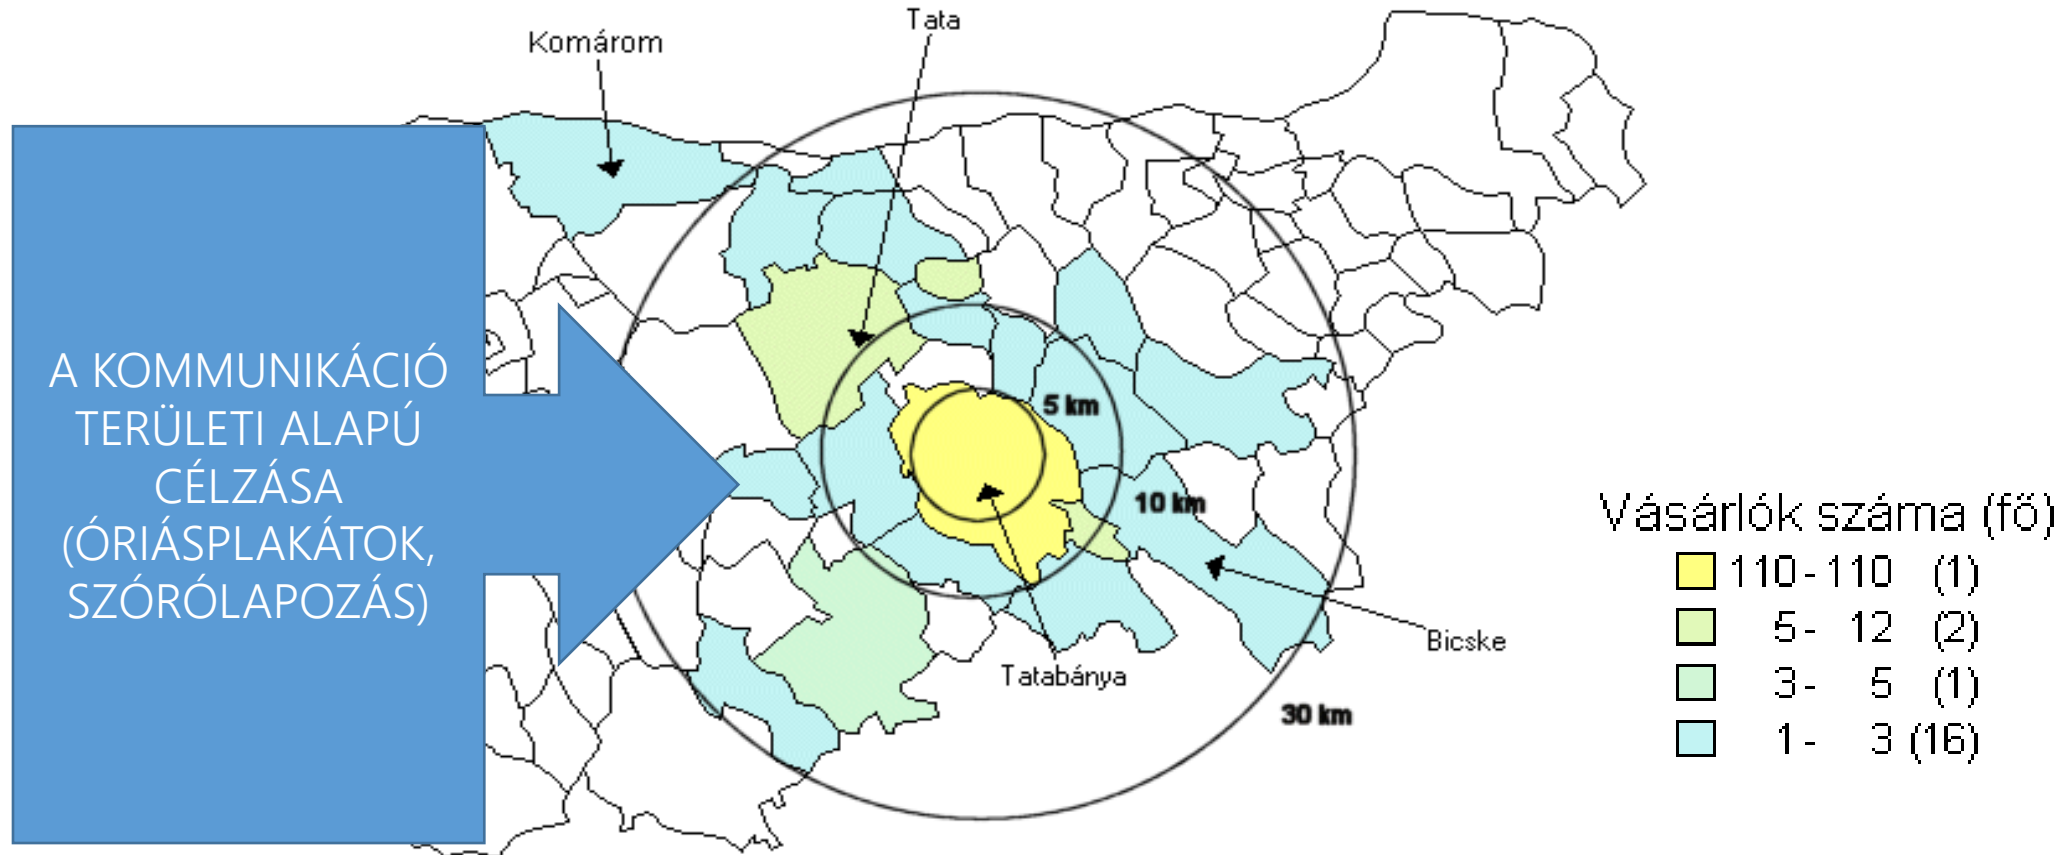 Tata
Komárom
A KOMMUNIKÁCIÓ
TERÜLETI ALAPÚ
CÉLZÁSA
(ÓRIÁSPLAKÁTOK,
SZÓRÓLAPOZÁS)
5 km
10 km
Bicske
Tatabánya
30 km
Vásárlók száma (fő)
110 - 110 (1)
5 - 12 (2)
3 - 5 (1)
1 - 3 (16)